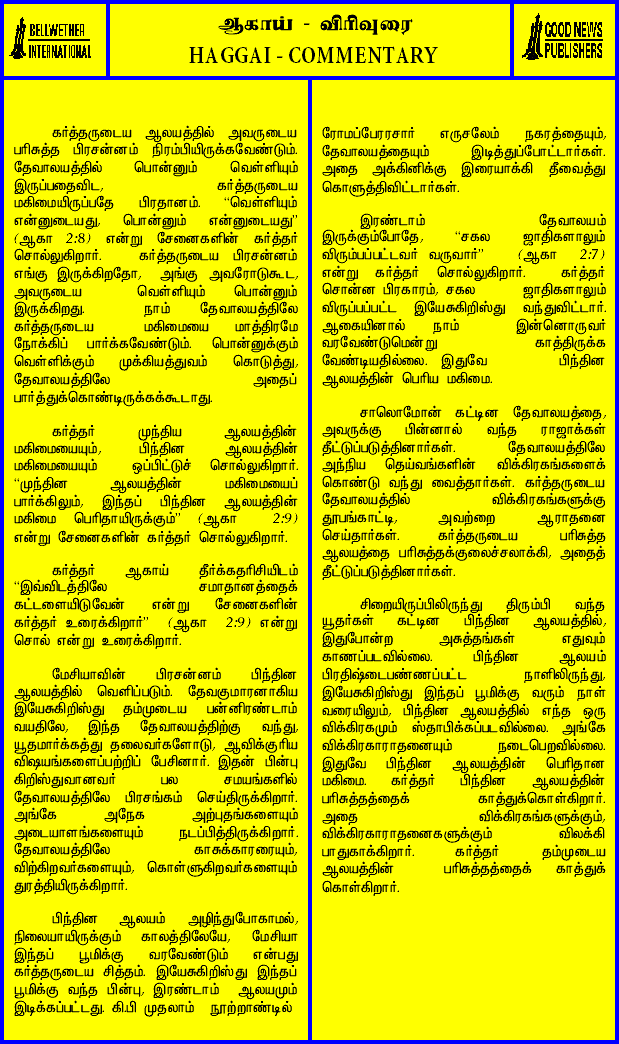 BELLWETHER
INTERNATIONAL
ஆகாய் - விரிவுரை
HAGGAI - COMMENTARY
GOOD NEWS
PUBLISHERS
கர்த்தருடைய ஆலயத்தில் அவருடைய
பரிசுத்த பிரசன்னம் நிரம்பியிருக்கவேண்டும்.
தேவாலயத்தில் பொன்னும் வெள்ளியும்
இருப்பதைவிட, கர்த்தருடைய
மகிமையிருப்பதே பிரதானம். “வெள்ளியும்
என்னுடையது, பொன்னும் என்னுடையது”
(ஆகா 2:8) என்று சேனைகளின் கர்த்தர்
சொல்லுகிறார். கர்த்தருடைய பிரசன்னம்
எங்கு இருக்கிறதோ, அங்கு அவரோடுகூட,
அவருடைய வெள்ளியும் பொன்னும்
இருக்கிறது. நாம் தேவாலயத்திலே
கர்த்தருடைய மகிமையை மாத்திரமே
நோக்கிப் பார்க்கவேண்டும். பொன்னுக்கும்
வெள்ளிக்கும் முக்கியத்துவம் கொடுத்து,
தேவாலயத்திலே அதைப்
பார்த்துக்கொண்டிருக்கக்கூடாது.
கர்த்தர் முந்திய ஆலயத்தின்
மகிமையையும், பிந்தின ஆலயத்தின்
மகிமையையும் ஒப்பிட்டுச் சொல்லுகிறார்.
“முந்தின ஆலயத்தின் மகிமையைப்
பார்க்கிலும், இந்தப் பிந்தின ஆலயத்தின்
மகிமை பெரிதாயிருக்கும்” (ஆகா 2:9)
என்று சேனைகளின் கர்த்தர் சொல்லுகிறார்.
கர்த்தர் ஆகாய் தீர்க்கதரிசியிடம்
“இவ்விடத்திலே சமாதானத்தைக்
கட்டளையிடுவேன் என்று சேனைகளின்
கர்த்தர் உரைக்கிறார்” (ஆகா 2:9) என்று
சொல் என்று உரைக்கிறார்.
மேசியாவின் பிரசன்னம் பிந்தின
ஆலயத்தில் வெளிப்படும். தேவகுமாரனாகிய
இயேசுகிறிஸ்து தம்முடைய பன்னிரண்டாம்
வயதிலே, இந்த தேவாலயத்திற்கு வந்து,
யூதமார்க்கத்து தலைவர்களோடு, ஆவிக்குரிய
விஷயங்களைப்பற்றிப் பேசினார். இதன் பின்பு
கிறிஸ்துவானவர் பல சமயங்களில்
தேவாலயத்திலே பிரசங்கம் செய்திருக்கிறார்.
அங்கே அநேக அற்புதங்களையும்
அடையாளங்களையும் நடப்பித்திருக்கிறார்.
தேவாலயத்திலே காசுக்காரரையும்,
விற்கிறவர்களையும், கொள்ளுகிறவர்களையும்
துரத்தியிருக்கிறார்.
பிந்தின ஆலயம் அழிந்துபோகாமல்,
நிலையாயிருக்கும் காலத்திலேயே, மேசியா
இந்தப் பூமிக்கு வரவேண்டும் என்பது
கர்த்தருடைய சித்தம். இயேசுகிறிஸ்து இந்தப்
பூமிக்கு வந்த பின்பு, இரண்டாம் ஆலயமும்
இடிக்கப்பட்டது. கி.பி முதலாம் நூற்றாண்டில்
ரோமப்பேரரசார் எருசலேம் நகரத்தையும்,
தேவாலயத்தையும் இடித்துப்போட்டார்கள்.
அதை அக்கினிக்கு இரையாக்கி தீவைத்து
கொளுத்திவிட்டார்கள்.
இரண்டாம் தேவாலயம்
இருக்கும்போதே, “சகல ஜாதிகளாலும்
விரும்பப்பட்டவர் வருவார்” (ஆகா 2:7)
என்று கர்த்தர் சொல்லுகிறார். கர்த்தர்
சொன்ன பிரகாரம், சகல ஜாதிகளாலும்
விருப்பப்பட்ட இயேசுகிறிஸ்து வந்துவிட்டார்.
ஆகையினால் நாம் இன்னொருவர்
வரவேண்டுமென்று காத்திருக்க
வேண்டியதில்லை. இதுவே பிந்தின
ஆலயத்தின் பெரிய மகிமை.
சாலொமோன் கட்டின தேவாலயத்தை,
அவருக்கு பின்னால் வந்த ராஜாக்கள்
தீட்டுப்படுத்தினார்கள். தேவாலயத்திலே
அந்நிய தெய்வங்களின் விக்கிரகங்களைக்
கொண்டு வந்து வைத்தார்கள். கர்த்தருடைய
தேவாலயத்தில் விக்கிரகங்களுக்கு
தூபங்காட்டி, அவற்றை ஆராதனை
செய்தார்கள். கர்த்தருடைய பரிசுத்த
ஆலயத்தை பரிசுத்தக்குலைச்சலாக்கி, அதைத்
தீட்டுப்படுத்தினார்கள்.
சிறையிருப்பிலிருந்து திரும்பி வந்த
யூதர்கள் கட்டின பிந்தின ஆலயத்தில்,
இதுபோன்ற அசுத்தங்கள் எதுவும்
காணப்படவில்லை. பிந்தின ஆலயம்
பிரதிஷ்டைபண்ணப்பட்ட நாளிலிருந்து,
இயேசுகிறிஸ்து இந்தப் பூமிக்கு வரும் நாள்
வரையிலும், பிந்தின ஆலயத்தில் எந்த ஒரு
விக்கிரகமும் ஸ்தாபிக்கப்படவில்லை. அங்கே
விக்கிரகாராதனையும் நடைபெறவில்லை.
இதுவே பிந்தின ஆலயத்தின் பெரிதான
மகிமை. கர்த்தர் பிந்தின ஆலயத்தின்
பரிசுத்தத்தைக் காத்துக்கொள்கிறார்.
அதை விக்கிரகங்களுக்கும்,
விக்கிரகாராதனைகளுக்கும் விலக்கி
பாதுகாக்கிறார். கர்த்தர் தம்முடைய
ஆலயத்தின் பரிசுத்தத்தைக் காத்துக்
கொள்கிறார்.